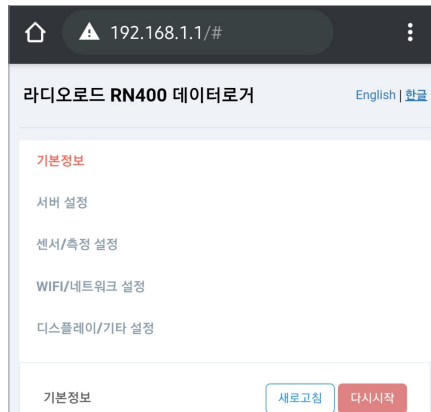 192.168.1.1/#
라디오로드 RN400 데이터로거
English | 한글
기본정보
서버 설정
센서/측정 설정
WIFI/네트워크 설정
디스플레이/기타 설정
기본정보
새로고침
다시시작